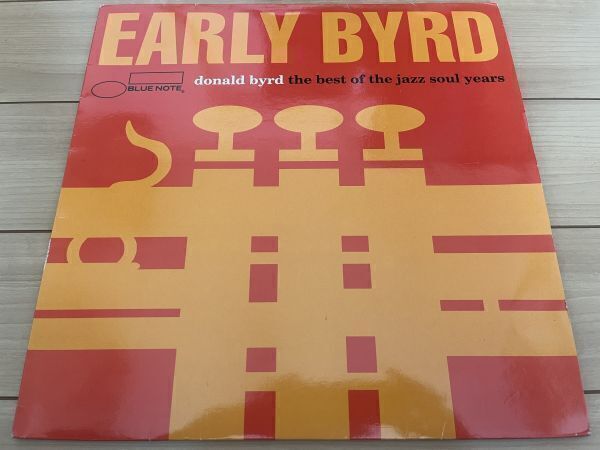 EARLY BYRD
donald byrd the best of the jazz soul years
BLUE NOTE®